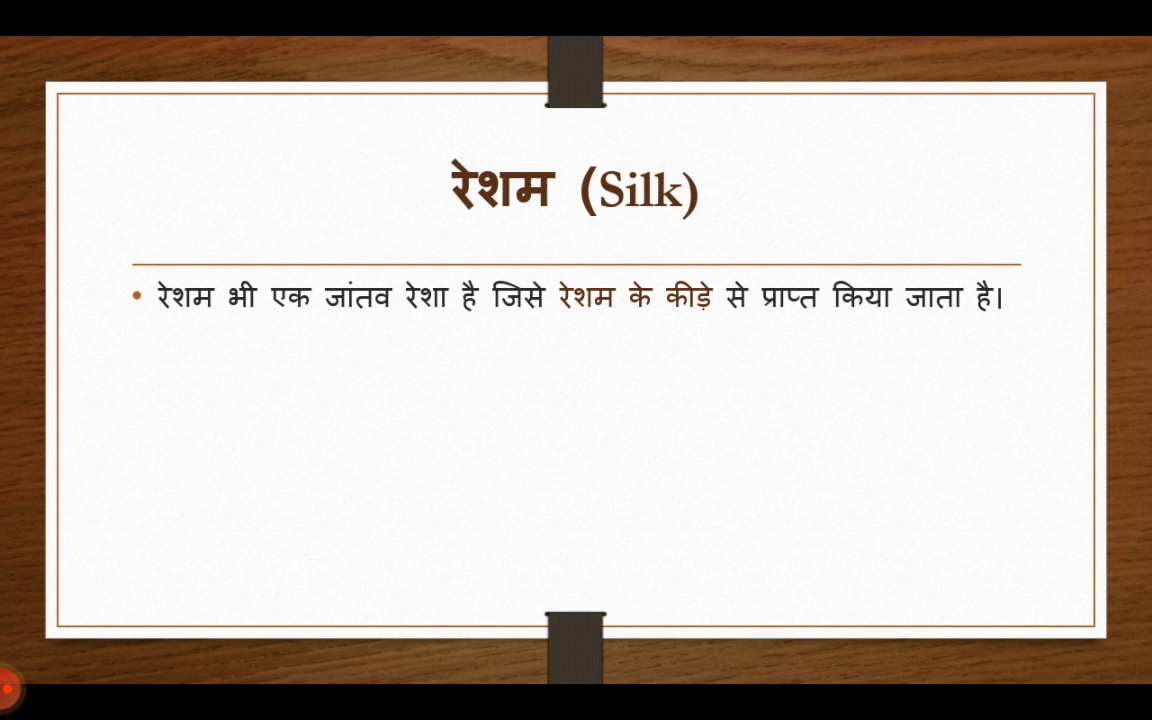 रेशम (Silk)
• रेशम भी एक जांतव रेशा है जिसे रेशम के कीड़े से प्राप्त किया जाता है।